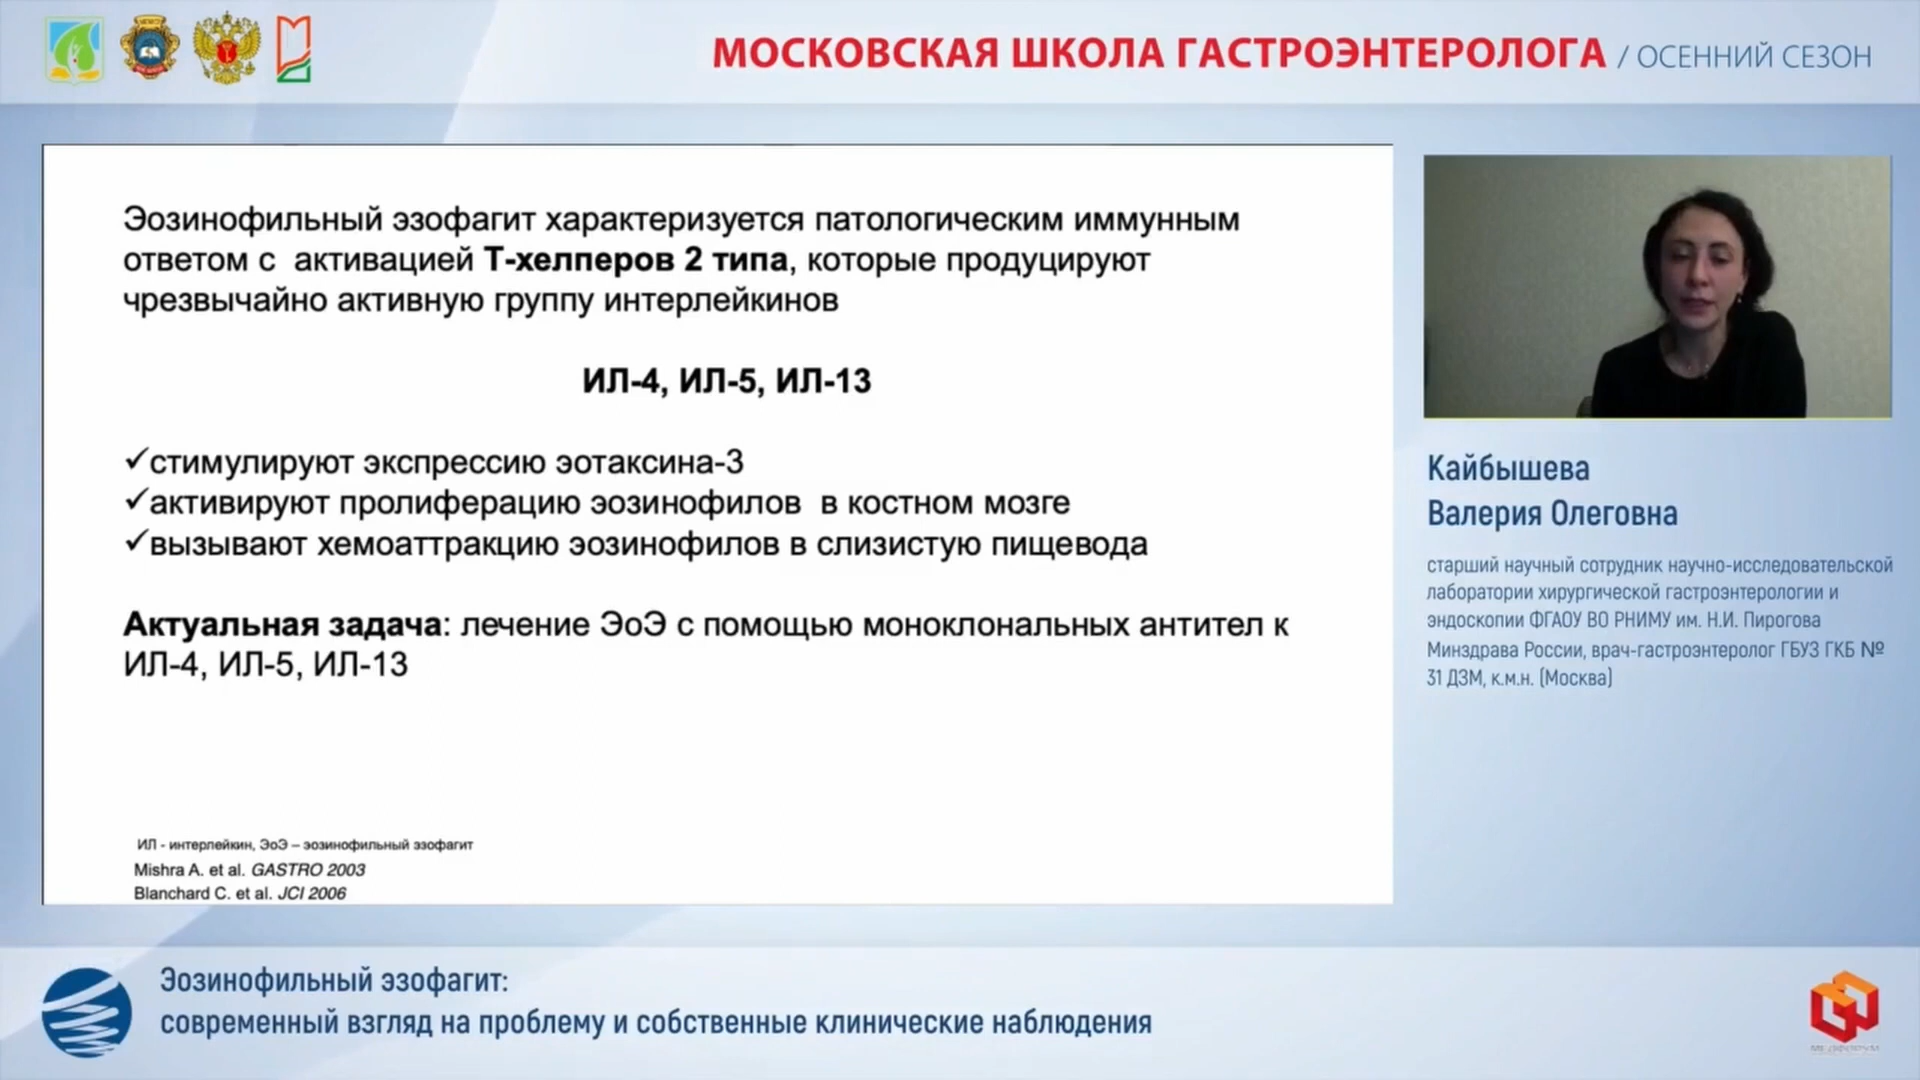 МОСКОВСКАЯ ШКОЛА ГАСТРОЭНТЕРОЛОГА / ОСЕННИЙ СЕЗОН
Эозинофильный эзофагит характеризуется патологическим иммунным
ответом с активацией Т-хелперов 2 типа, которые продуцируют
чрезвычайно активную группу интерлейкинов
ИЛ-4, ИЛ-5, ИЛ-13
✓стимулируют экспрессию эотаксина-3
✓активируют пролиферацию эозинофилов в костном мозге
✓вызывают хемоаттракцию эозинофилов в слизистую пищевода
Актуальная задача: лечение ЭоЭ с помощью моноклональных антител к
ИЛ-4, ИЛ-5, ИЛ-13
ИЛ - интерлейкин, ЭоЭ – эозинофильный эзофагит
Mishra A. et al. GASTRO 2003
Blanchard C. et al. JCI 2006
Кайбышева
Валерия Олеговна
старший научный сотрудник научно-исследовательской
лаборатории хирургической гастроэнтерологии и
эндоскопии ФГАОУ ВО РНИМУ им. Н.И. Пирогова
Минздрава России, врач-гастроэнтеролог ГБУЗ ГКБ №
31 ДЗМ, к.м.н. (Москва)
Эозинофильный эзофагит:
современный взгляд на проблему и собственные клинические наблюдения